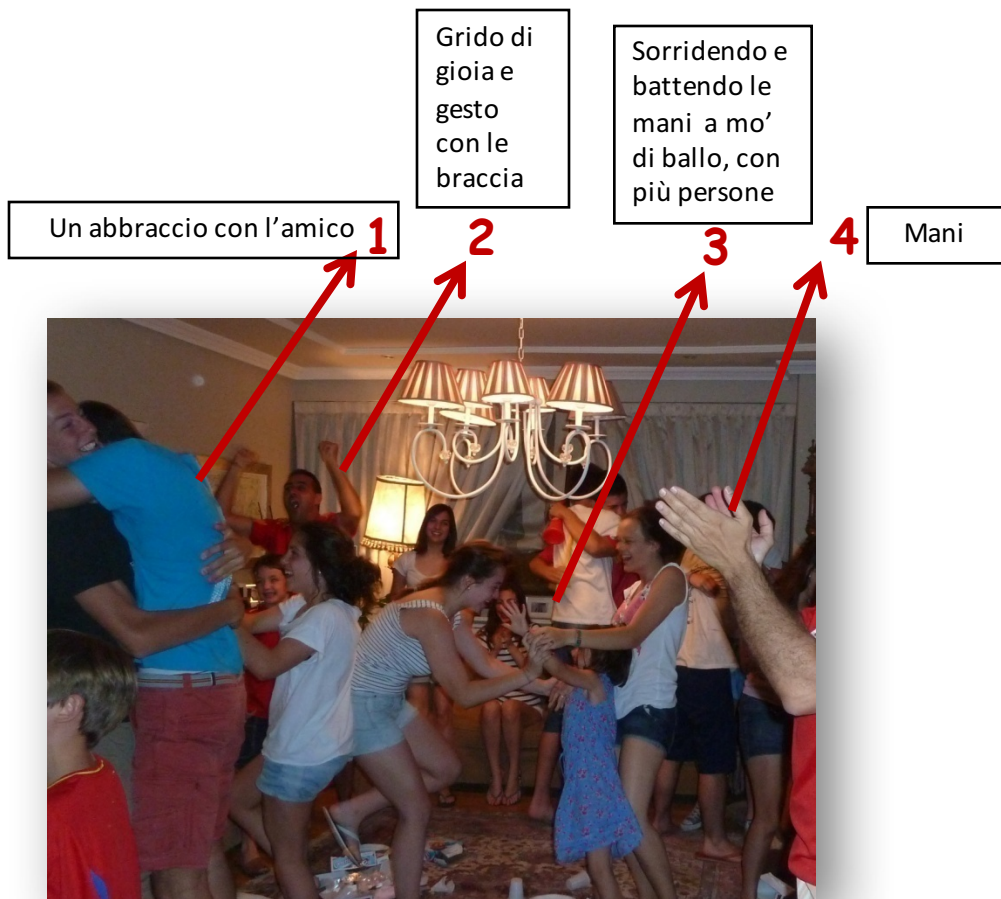 Grido di
gioia e
gesto
con le
braccia
Sorridendo e
battendo le
mani a mo'
di ballo, con
più persone
Un abbraccio con l'amico 1
2
3
4
Mani